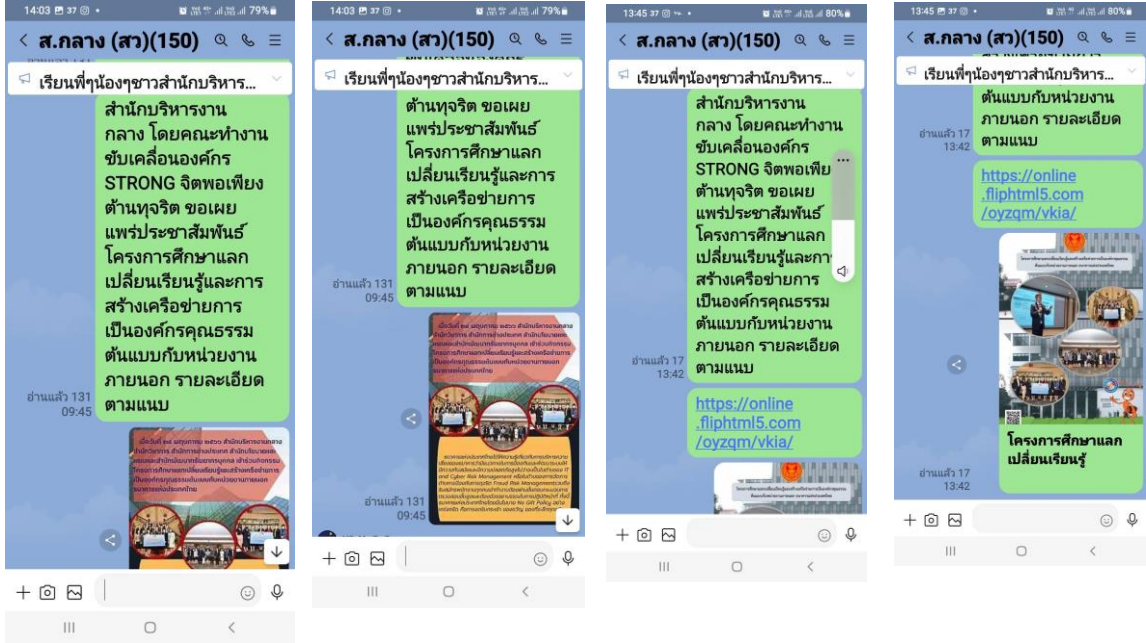 14:03 37
79%
ส.กลาง (สว)(150)
เรียนพี่ๆน้องๆชาวสำนักบริหาร...
สำนักบริหารงาน
กลาง โดยคณะทำงาน
ขับเคลื่อนองค์กร
STRONG จิตพอเพียง
ต้านทุจริต ขอเผย
แพร่ประชาสัมพันธ์
โครงการศึกษาแลก
เปลี่ยนเรียนรู้และการ
สร้างเครือข่ายการ
เป็นองค์กรคุณธรรม
ต้นแบบกับหน่วยงาน
ภายนอก รายละเอียด
ตามแนบ
อ่านแล้ว 131
09:45
14:03 37
79%
ส.กลาง (สว)(150)
เรียนพี่ๆน้องๆชาวสำนักบริหาร...
ต้านทุจริต ขอเผย
แพร่ประชาสัมพันธ์
โครงการศึกษาแลก
เปลี่ยนเรียนรู้และการ
สร้างเครือข่ายการ
เป็นองค์กรคุณธรรม
ต้นแบบกับหน่วยงาน
ภายนอก รายละเอียด
ตามแนบ
อ่านแล้ว 131
09:45
อ่านแล้ว 131
09:45
13:45 37
80%
ส.กลาง (สว)(150)
เรียนพี่ๆน้องๆชาวสำนักบริหาร...
สำนักบริหารงาน
กลาง โดยคณะทำงาน
ขับเคลื่อนองค์กร
STRONG จิตพอเพีย
ต้านทุจริต ขอเผย
แพร่ประชาสัมพันธ์
โครงการศึกษาแลก
เปลี่ยนเรียนรู้และกา
สร้างเครือข่ายการ
เป็นองค์กรคุณธรรม
ต้นแบบกับหน่วยงาน
ภายนอก รายละเอียด
ตามแนบ
อ่านแล้ว 17
13:42
https://online
.fliphtml5.com
/oyzqm/vkia/
13:45 37
80%
ส.กลาง (สว)(150)
เรียนพี่ๆน้องๆชาวสำนักบริหาร...
ต้นแบบกับหน่วยงาน
ภายนอก รายละเอียด
ตามแนบ
อ่านแล้ว 17
13:42
https://online
.fliphtml5.com
/oyzqm/vkia/
โครงการศึกษาแลก
เปลี่ยนเรียนรู้
อ่านแล้ว 17
13:42